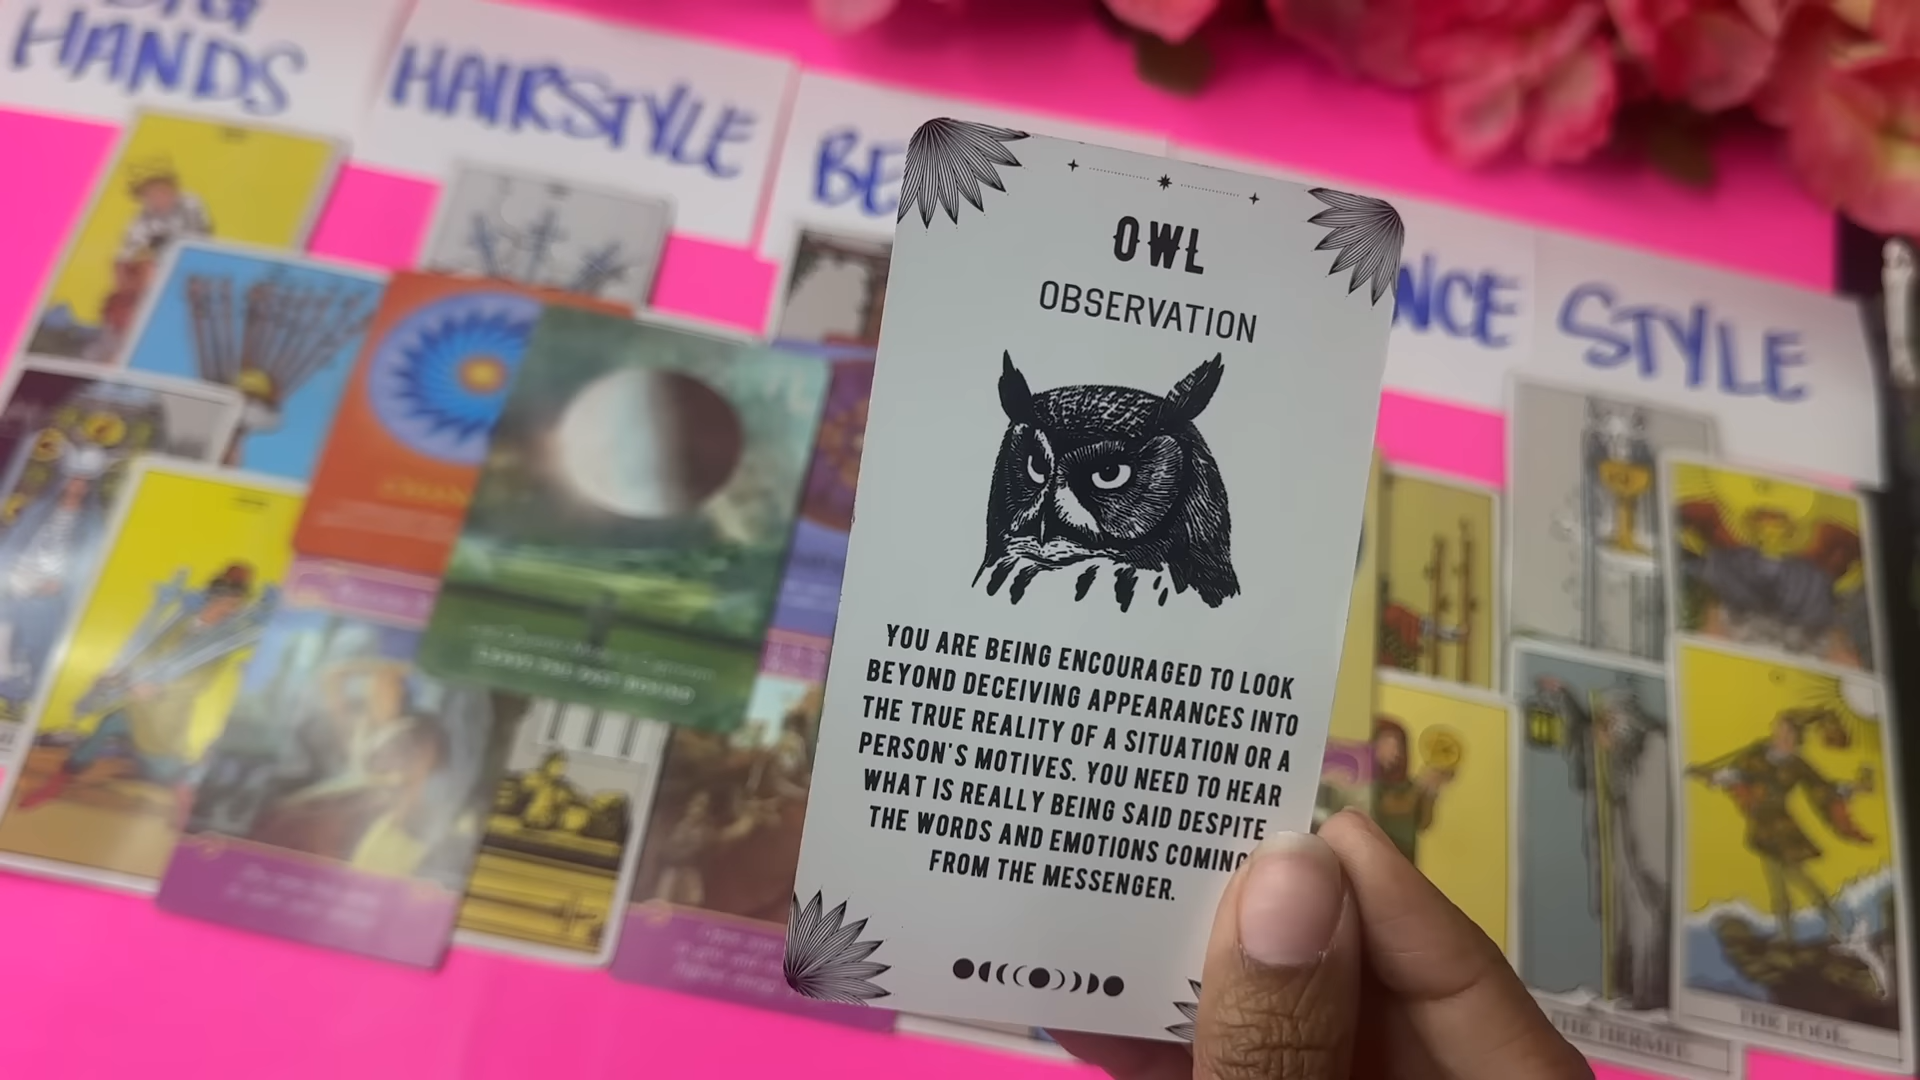 BIG
HANDS
HAIRSTYLE
BE
NCE
STYLE
OWL
OBSERVATION
YOU ARE BEING ENCOURAGED TO LOOK
BEYOND DECEIVING APPEARANCES INTO
THE TRUE REALITY OF A SITUATION OR A
PERSON'S MOTIVES. YOU NEED TO HEAR
WHAT IS REALLY BEING SAID DESPITE
THE WORDS AND EMOTIONS COMING
FROM THE MESSENGER.
THE HERMIT.
THE FOOL.